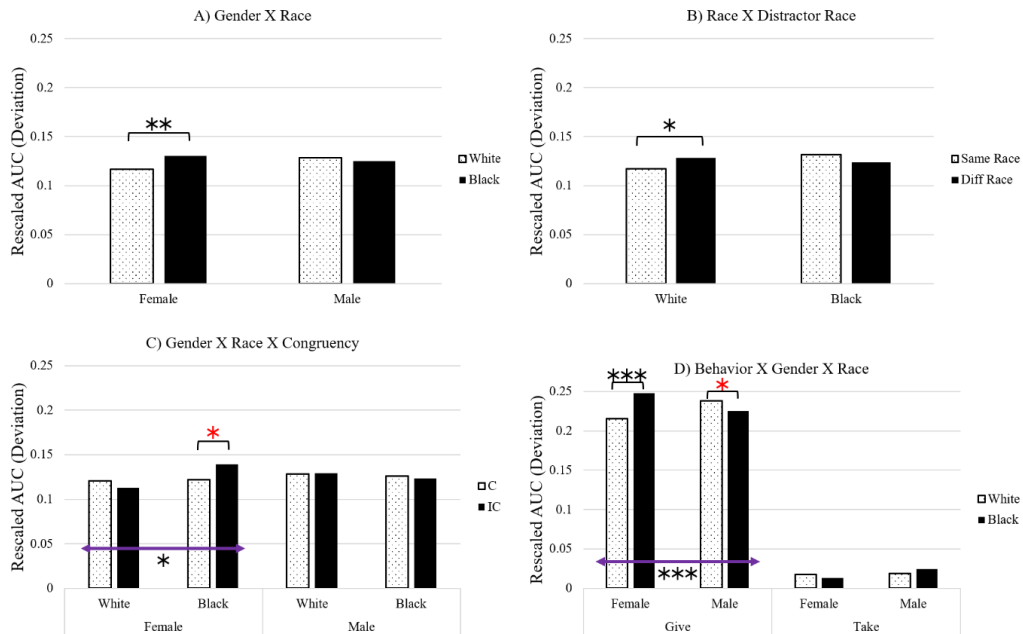 A) Gender X Race
0.25
0.2
0.15
0.1
0.05
0
Rescaled AUC (Deviation)
**
White
Black
Female
Male
B) Race X Distractor Race
0.25
0.2
0.15
0.1
0.05
0
Rescaled AUC (Deviation)
*
Same Race
Diff Race
White
Black
C) Gender X Race X Congruency
0.25
0.2
0.15
0.1
0.05
0
Rescaled AUC (Deviation)
*
*
C
IC
White
Black
White
Black
Female
Male
D) Behavior X Gender X Race
0.25
0.2
0.15
0.1
0.05
0
Rescaled AUC (Deviation)
***
*
***
White
Black
Female
Male
Female
Male
Give
Take